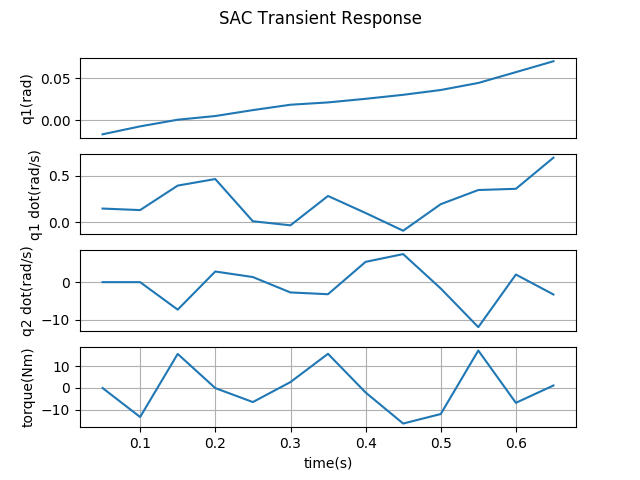 SAC Transient Response
q1(rad)
0.05
0.00
q1 dot(rad/s)
0.5
0.0
q2 dot(rad/s)
0
−10
torque(Nm)
10
0
−10
0.1 0.2 0.3 0.4 0.5 0.6
time(s)